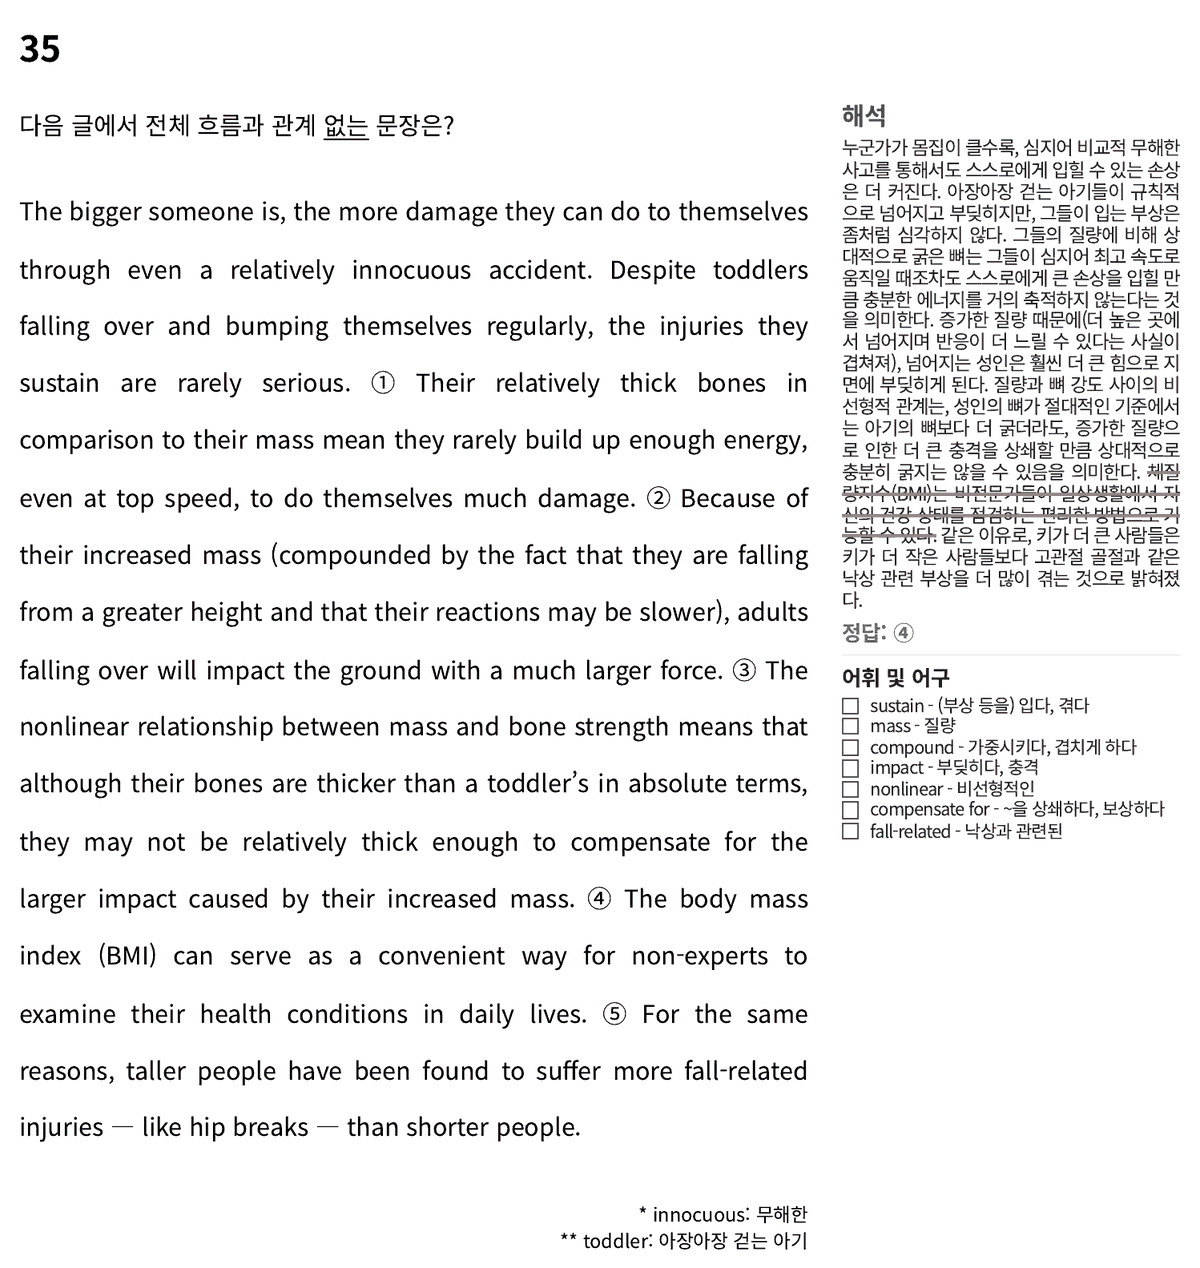 35
다음 글에서 전체 흐름과 관계 없는 문장은?
The bigger someone is, the more damage they can do to themselves
through even a relatively innocuous accident. Despite toddlers
falling over and bumping themselves regularly, the injuries they
sustain are rarely serious. ① Their relatively thick bones in
comparison to their mass mean they rarely build up enough energy,
even at top speed, to do themselves much damage. ② Because of
their increased mass (compounded by the fact that they are falling
from a greater height and that their reactions may be slower), adults
falling over will impact the ground with a much larger force. ③ The
nonlinear relationship between mass and bone strength means that
although their bones are thicker than a toddler’s in absolute terms,
they may not be relatively thick enough to compensate for the
larger impact caused by their increased mass. ④ The body mass
index (BMI) can serve as a convenient way for non-experts to
examine their health conditions in daily lives. ⑤ For the same
reasons, taller people have been found to suffer more fall-related
injuries — like hip breaks — than shorter people.
* innocuous: 무해한
** toddler: 아장아장 걷는 아기
해석
누군가가 몸집이 클수록, 심지어 비교적 무해한
사고를 통해서도 스스로에게 입힐 수 있는 손상
은 더 커진다. 아장아장 걷는 아기들이 규칙적
으로 넘어지고 부딪히지만, 그들이 입는 부상은
좀처럼 심각하지 않다. 그들의 질량에 비해 상
대적으로 굵은 뼈는 그들이 심지어 최고 속도로
움직일 때조차도 스스로에게 큰 손상을 입힐 만
큼 충분한 에너지를 거의 축적하지 않는다는 것
을 의미한다. 증가한 질량 때문에(더 높은 곳에
서 넘어지며 반응이 더 느릴 수 있다는 사실이
겹쳐져), 넘어지는 성인은 훨씬 더 큰 힘으로 지
면에 부딪히게 된다. 질량과 뼈 강도 사이의 비
선형적 관계는, 성인의 뼈가 절대적인 기준에서
는 아기의 뼈보다 더 굵더라도, 증가한 질량으
로 인한 더 큰 충격을 상쇄할 만큼 상대적으로
충분히 굵지는 않을 수 있음을 의미한다. 체질
량지수(BMI)는 비전문가들이 일상생활에서 자
신의 건강 상태를 점검하는 편리한 방법으로 기
능할 수 있다. 같은 이유로, 키가 더 큰 사람들은
키가 더 작은 사람들보다 고관절 골절과 같은
낙상 관련 부상을 더 많이 겪는 것으로 밝혀졌
다.
정답: ④
어휘 및 어구
sustain - (부상 등을) 입다, 겪다
mass - 질량
compound - 가중시키다, 겹치게 하다
impact - 부딪히다, 충격
nonlinear - 비선형적인
compensate for - ~을 상쇄하다, 보상하다
fall-related - 낙상과 관련된